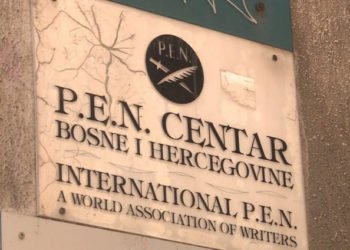 P.E.N.
P.E.N. CENTAR
BOSNE I HERCEGOVINE
INTERNATIONAL P.E.N.
A WORLD ASSOCIATION OF WRITERS